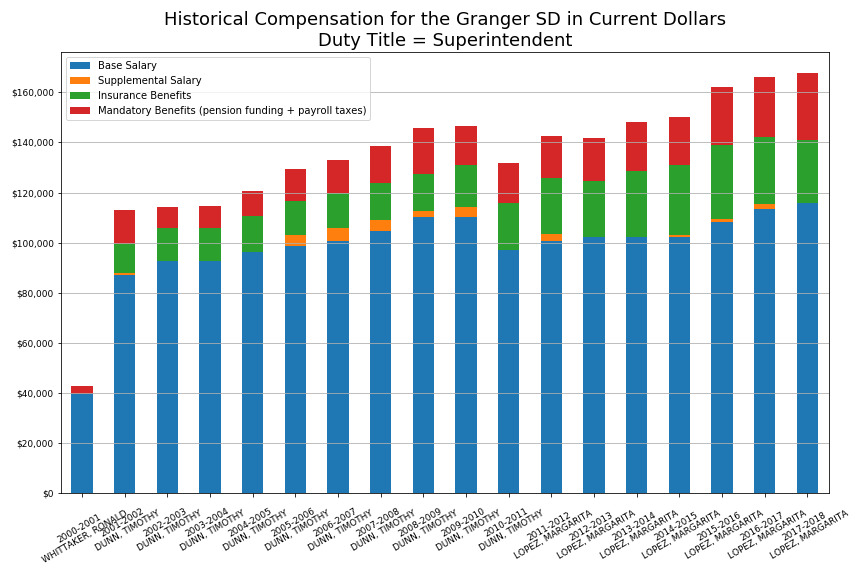 Historical Compensation for the Granger SD in Current Dollars
Duty Title = Superintendent
Base Salary
Supplemental Salary
Insurance Benefits
Mandatory Benefits (pension funding + payroll taxes)
$160,000
$140,000
$120,000
$100,000
$80,000
$60,000
$40,000
$20,000
$0
2000-2001
WHITTAKER, RONALD
2001-2002
DUNN, TIMOTHY
2002-2003
DUNN, TIMOTHY
2003-2004
DUNN, TIMOTHY
2004-2005
DUNN, TIMOTHY
2005-2006
DUNN, TIMOTHY
2006-2007
DUNN, TIMOTHY
2007-2008
DUNN, TIMOTHY
2008-2009
DUNN, TIMOTHY
2009-2010
DUNN, TIMOTHY
2010-2011
DUNN, TIMOTHY
2011-2012
LOPEZ, MARGARITA
2012-2013
LOPEZ, MARGARITA
2013-2014
LOPEZ, MARGARITA
2014-2015
LOPEZ, MARGARITA
2015-2016
LOPEZ, MARGARITA
2016-2017
LOPEZ, MARGARITA
2017-2018
LOPEZ, MARGARITA